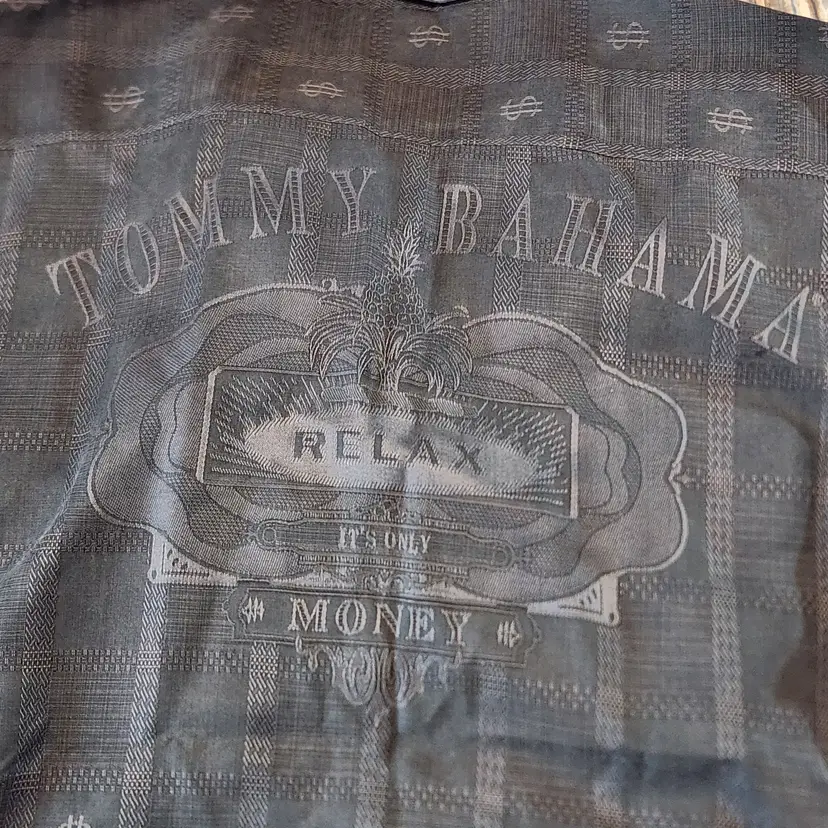 $ $ $
$ $ $ $
TOMMY BAHAMA
RELAX
IT'S ONLY
$ MONEY $
$